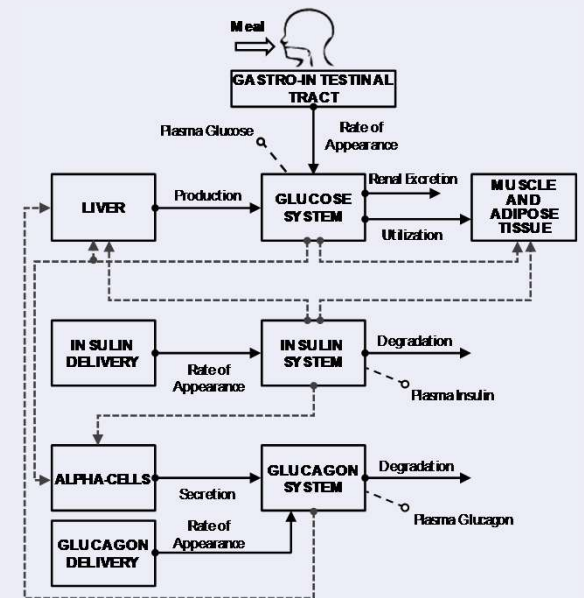 Meal
GASTRO-INTESTINAL
TRACT
Plasma Glucose
Rate of
Appearance
LIVER
Production
GLUCOSE
SYSTEM
Renal Excretion
Utilization
MUSCLE
AND
ADIPOSE
TISSUE
INSULIN
DELIVERY
Rate of
Appearance
INSULIN
SYSTEM
Degradation
Plasma Insulin
ALPHA-CELLS
Secretion
GLUCAGON
SYSTEM
Degradation
Plasma Glucagon
GLUCAGON
DELIVERY
Rate of
Appearance